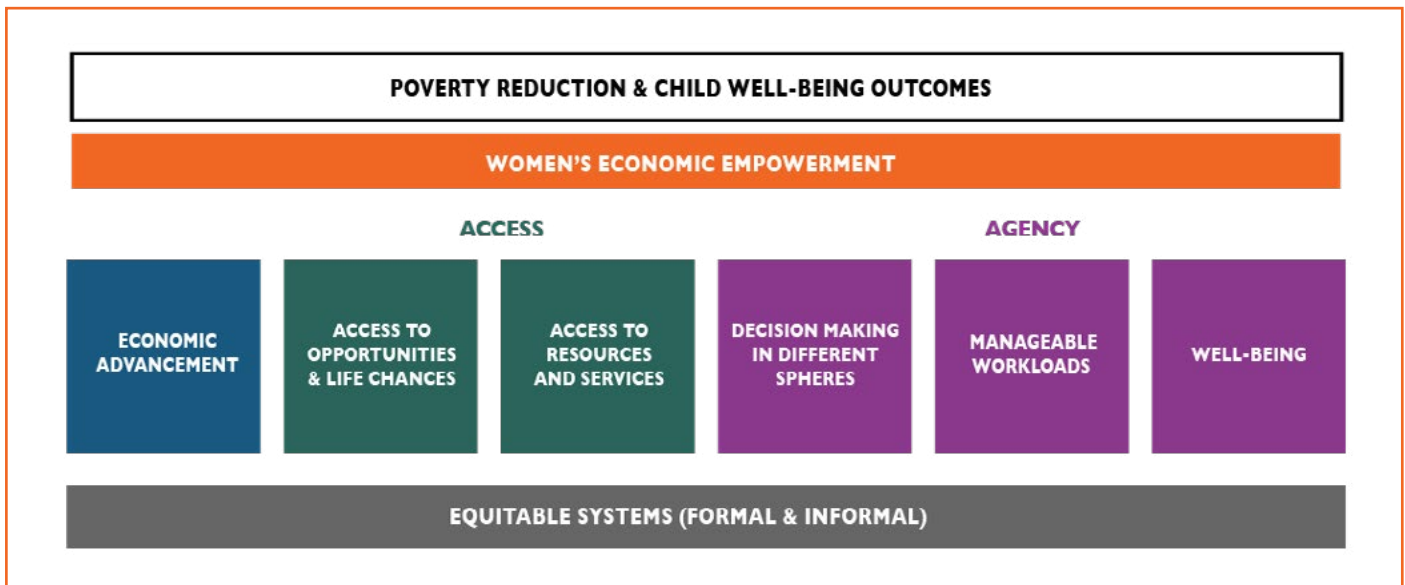 POVERTY REDUCTION & CHILD WELL-BEING OUTCOMES
WOMEN'S ECONOMIC EMPOWERMENT
ACCESS
AGENCY
ECONOMIC
ADVANCEMENT
ACCESS TO
OPPORTUNITIES
& LIFE CHANCES
ACCESS TO
RESOURCES
AND SERVICES
DECISION MAKING
IN DIFFERENT
SPHERES
MANAGEABLE
WORKLOADS
WELL-BEING
EQUITABLE SYSTEMS (FORMAL & INFORMAL)